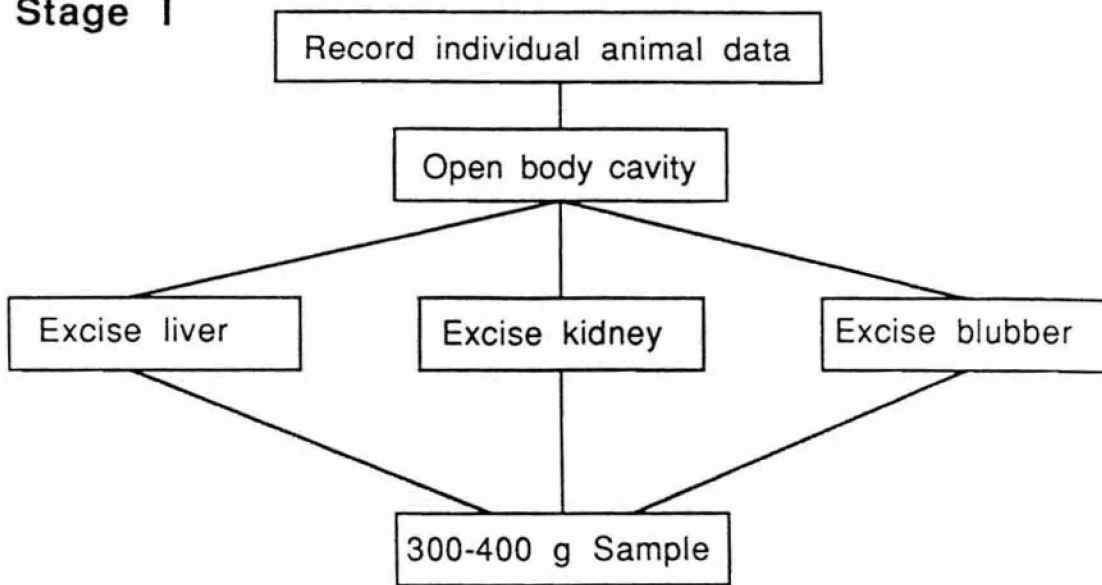 Stage I
Record individual animal data
Open body cavity
Excise liver
Excise kidney
Excise blubber
300-400 g Sample